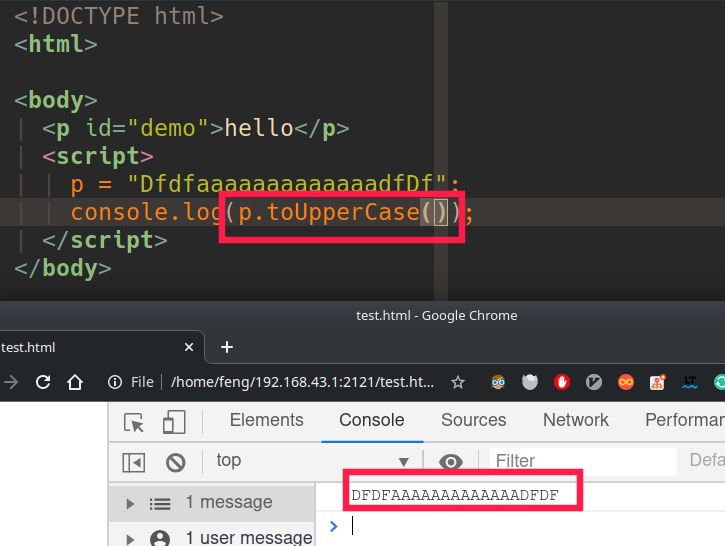 <!DOCTYPE html>
<html>
<body>
<p id="demo">hello</p>
<script>
p = "DfdfaaaaaaaaaaaaadfDf";
console.log(p.toUpperCase());
</script>
</body>
test.html - Google Chrome
test.html
File /home/feng/192.168.43.1:2121/test.ht...
Elements Console Sources Network Performar
top Filter Defa
1 message DFDFAAAAAAAAAAAAADFDF
1 user message